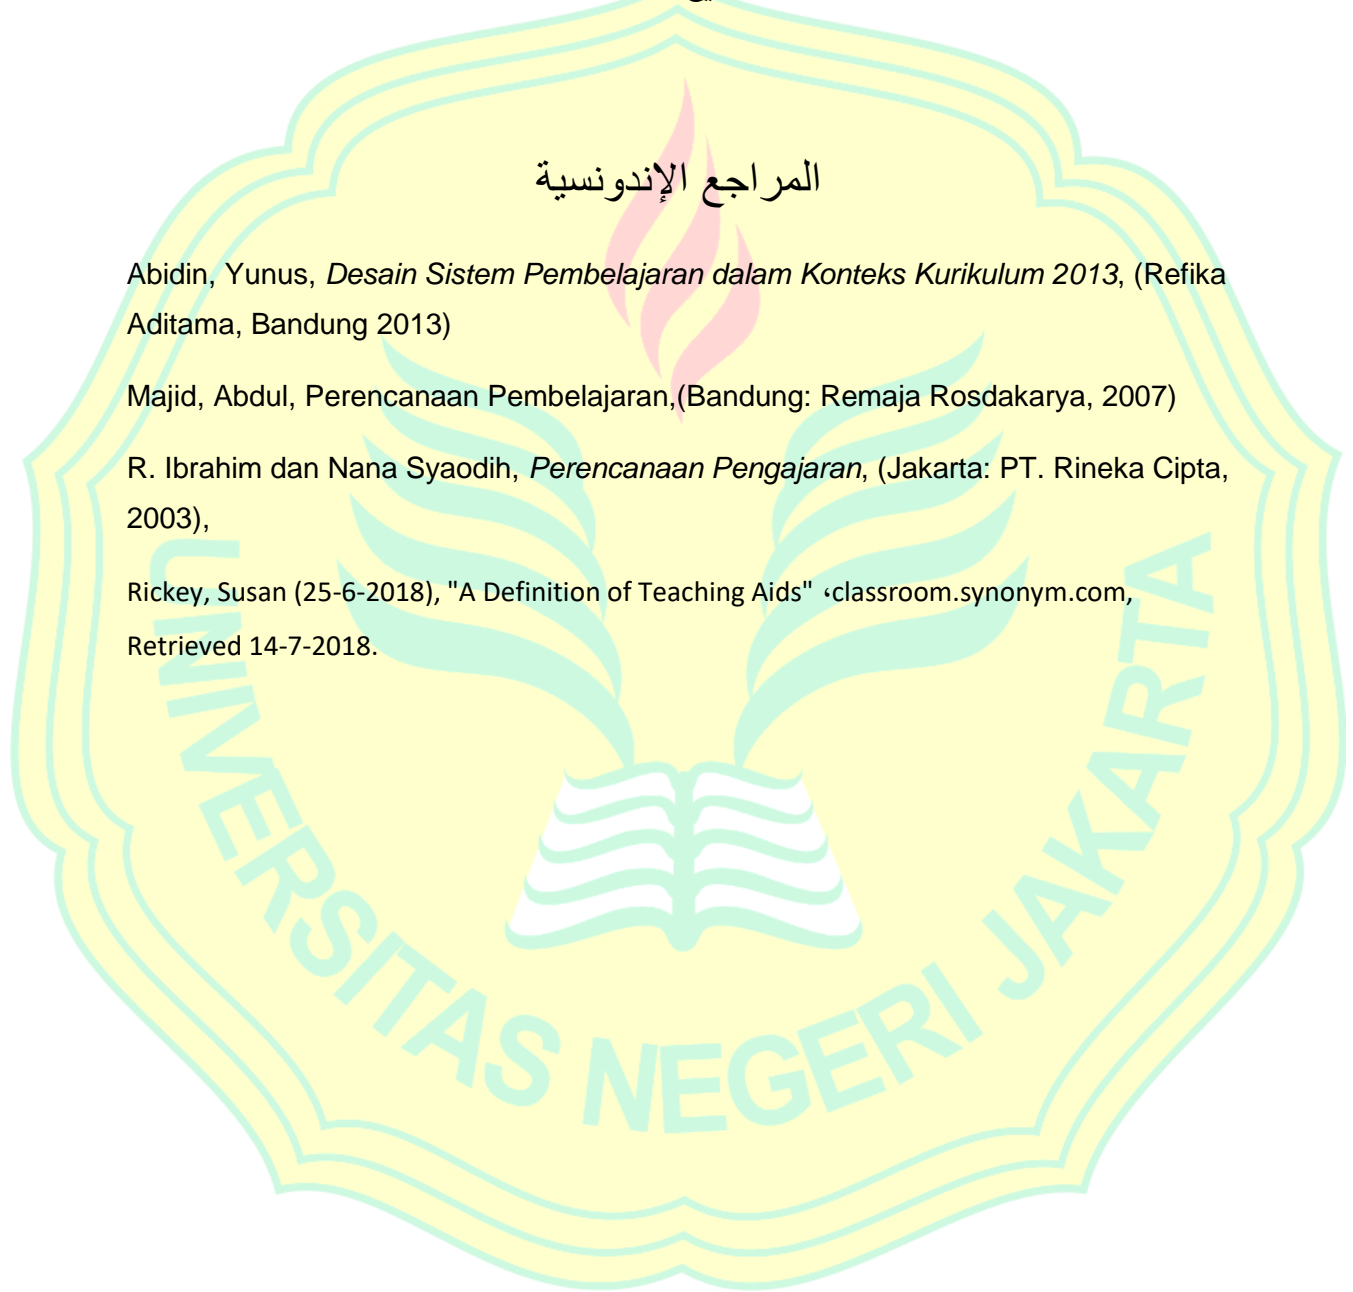 المراجع الإندونسية
Abidin, Yunus, Desain Sistem Pembelajaran dalam Konteks Kurikulum 2013, (Refika
Aditama, Bandung 2013)
Majid, Abdul, Perencanaan Pembelajaran,(Bandung: Remaja Rosdakarya, 2007)
R. Ibrahim dan Nana Syaodih, Perencanaan Pengajaran, (Jakarta: PT. Rineka Cipta,
2003),
Rickey, Susan (25-6-2018), "A Definition of Teaching Aids" ،classroom.synonym.com,
Retrieved 14-7-2018.
UNIVERSITAS NEGERI JAKARTA